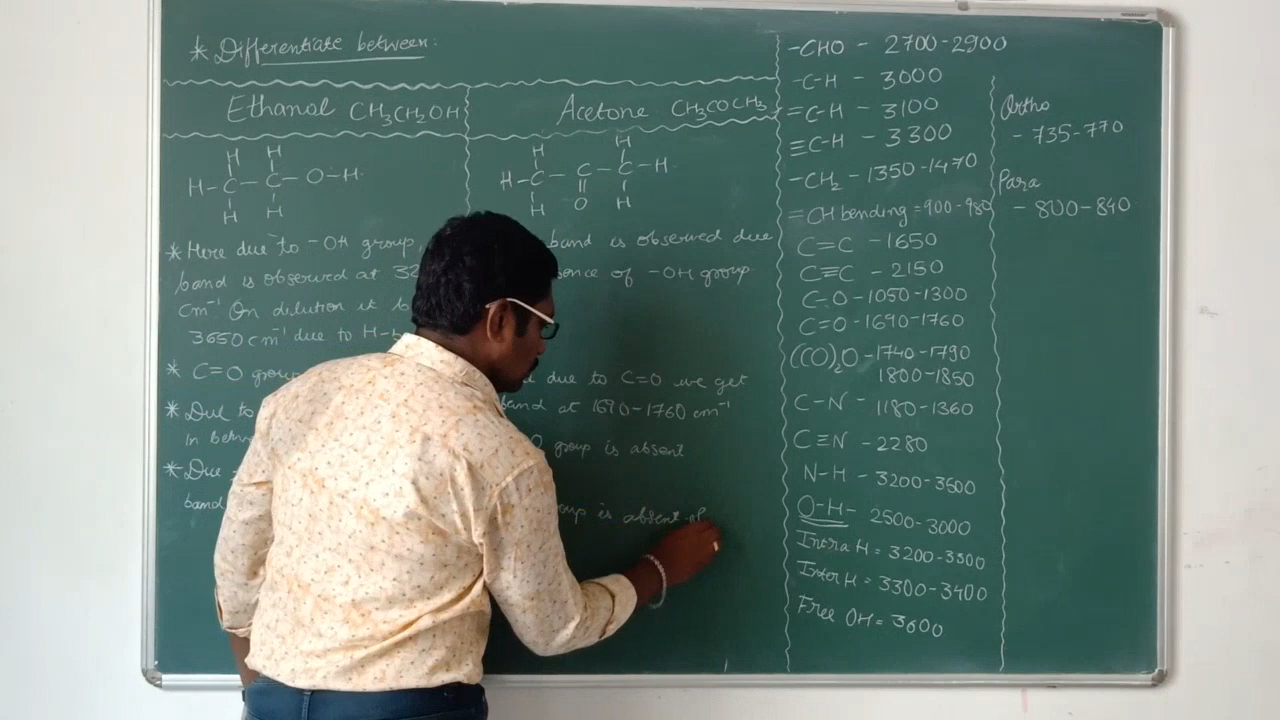 * Differentiate between:
Ethanol CH₃CH₂OH
H H
H-C-C-O-H
H H
* Here due to -OH group,
band is observed at 32
cm⁻¹ On dilution it
3650 cm⁻¹ due to H-
* C=O group
* Due to
In
* Due
band
Acetone CH₃COCH₃
H H
H-C-C-C-H
H O H
band is observed due
of -OH group
due to C=O we get
band at 1690-1760 cm⁻¹
group is absent
is absent of
-CHO - 2700-2900
-C-H - 3000
=C-H - 3100
≡C-H - 3300
-CH₂ - 1350-1470
=CH bending = 900-980
C=C - 1650
C≡C - 2150
C-O - 1050-1300
C=O - 1690-1760
(CO)₂O - 1740-1790
1800-1850
C-N - 1180-1360
C≡N - 2280
N-H - 3200-3500
O-H - 2500-3000
Intra H = 3200-3500
Inter H = 3300-3400
Free OH = 3600
Ortho
- 735-770
Para
- 800-840